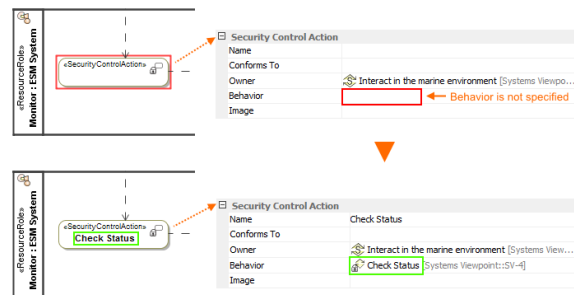 «ResourceRole»
Monitor : ESM System
«SecurityControlAction»
Security Control Action
Name
Conforms To
Owner Interact in the marine environment [Systems Viewpo...
Behavior Behavior is not specified
Image
«ResourceRole»
Monitor : ESM System
«SecurityControlAction»
Check Status
Security Control Action
Name Check Status
Conforms To
Owner Interact in the marine environment [Systems View...
Behavior Check Status [Systems Viewpoint::SV-4]
Image